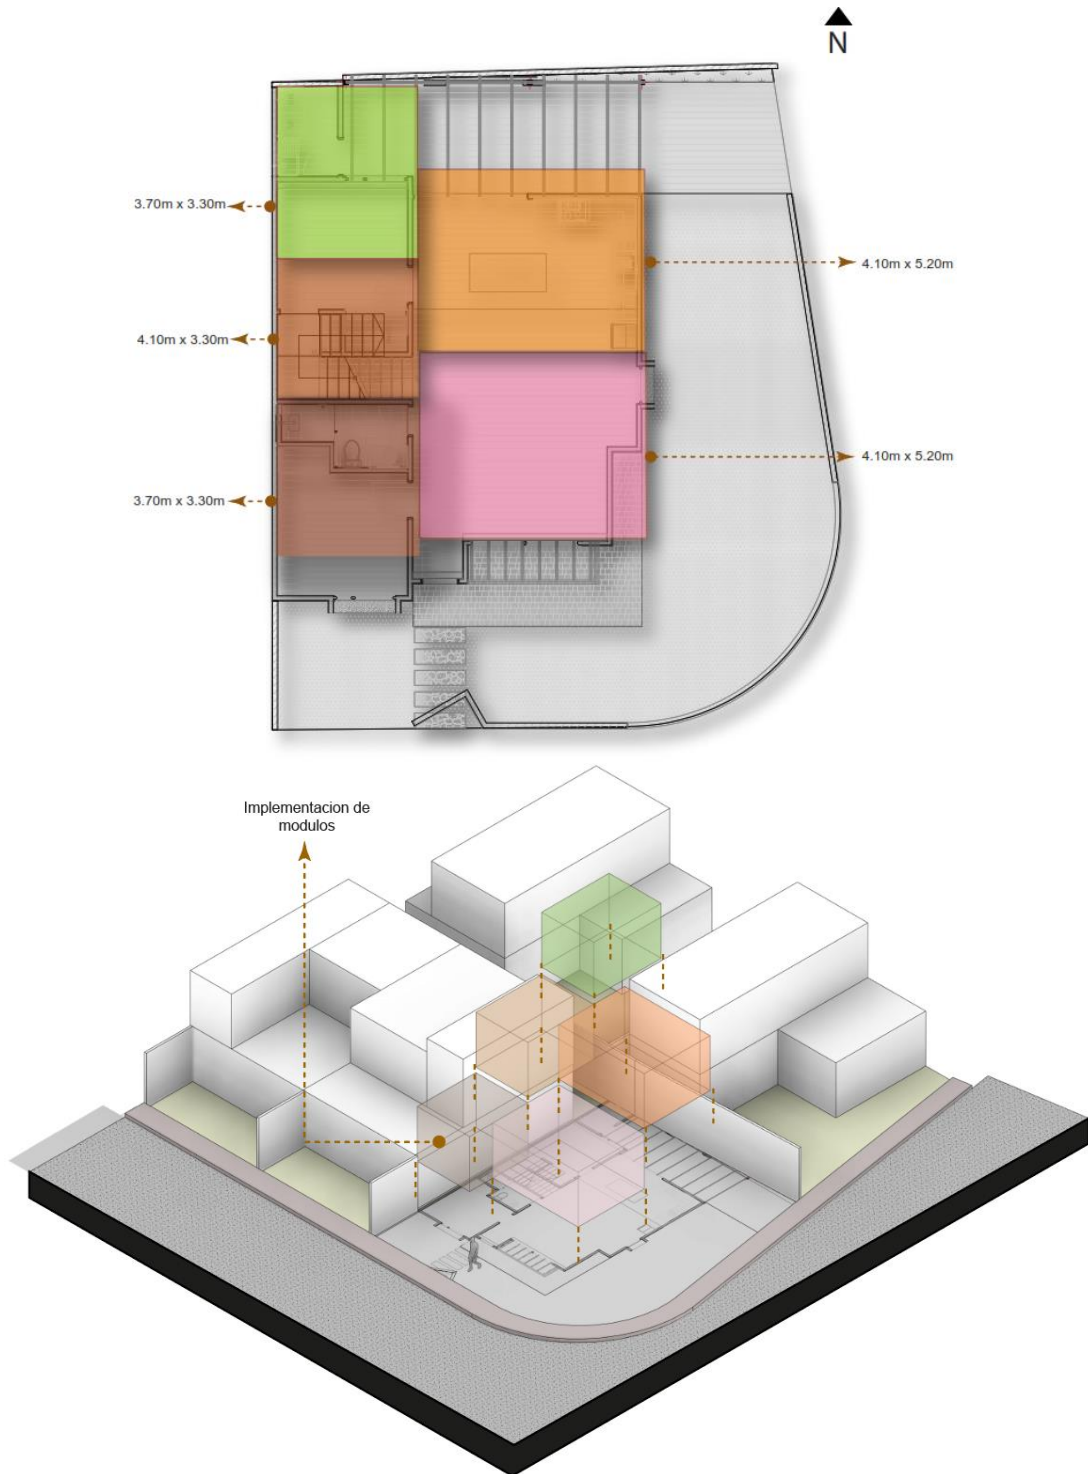 N
3.70m x 3.30m
4.10m x 5.20m
4.10m x 3.30m
4.10m x 5.20m
3.70m x 3.30m
Implementacion de
modulos